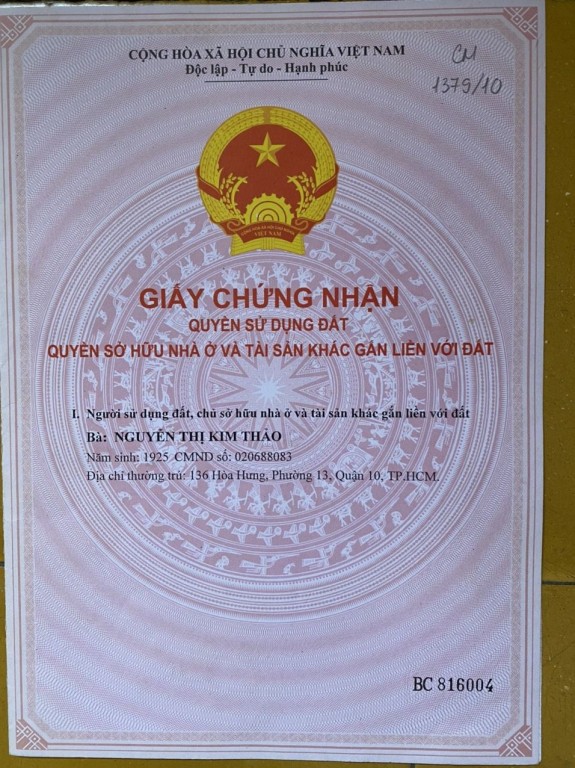 CỘNG HÒA XÃ HỘI CHỦ NGHĨA VIỆT NAM
Độc lập - Tự do - Hạnh phúc
CM
1379/10
VIỆT NAM
GIẤY CHỨNG NHẬN
QUYỀN SỬ DỤNG ĐẤT
QUYỀN SỞ HỮU NHÀ Ở VÀ TÀI SẢN KHÁC GẮN LIỀN VỚI ĐẤT
I. Người sử dụng đất, chủ sở hữu nhà ở và tài sản khác gắn liền với đất
Bà: NGUYỄN THỊ KIM THẢO
Năm sinh: 1925 CMND số: 020688083
Địa chỉ thường trú: 136 Hòa Hưng, Phường 13, Quận 10, TP.HCM.
BC 816004